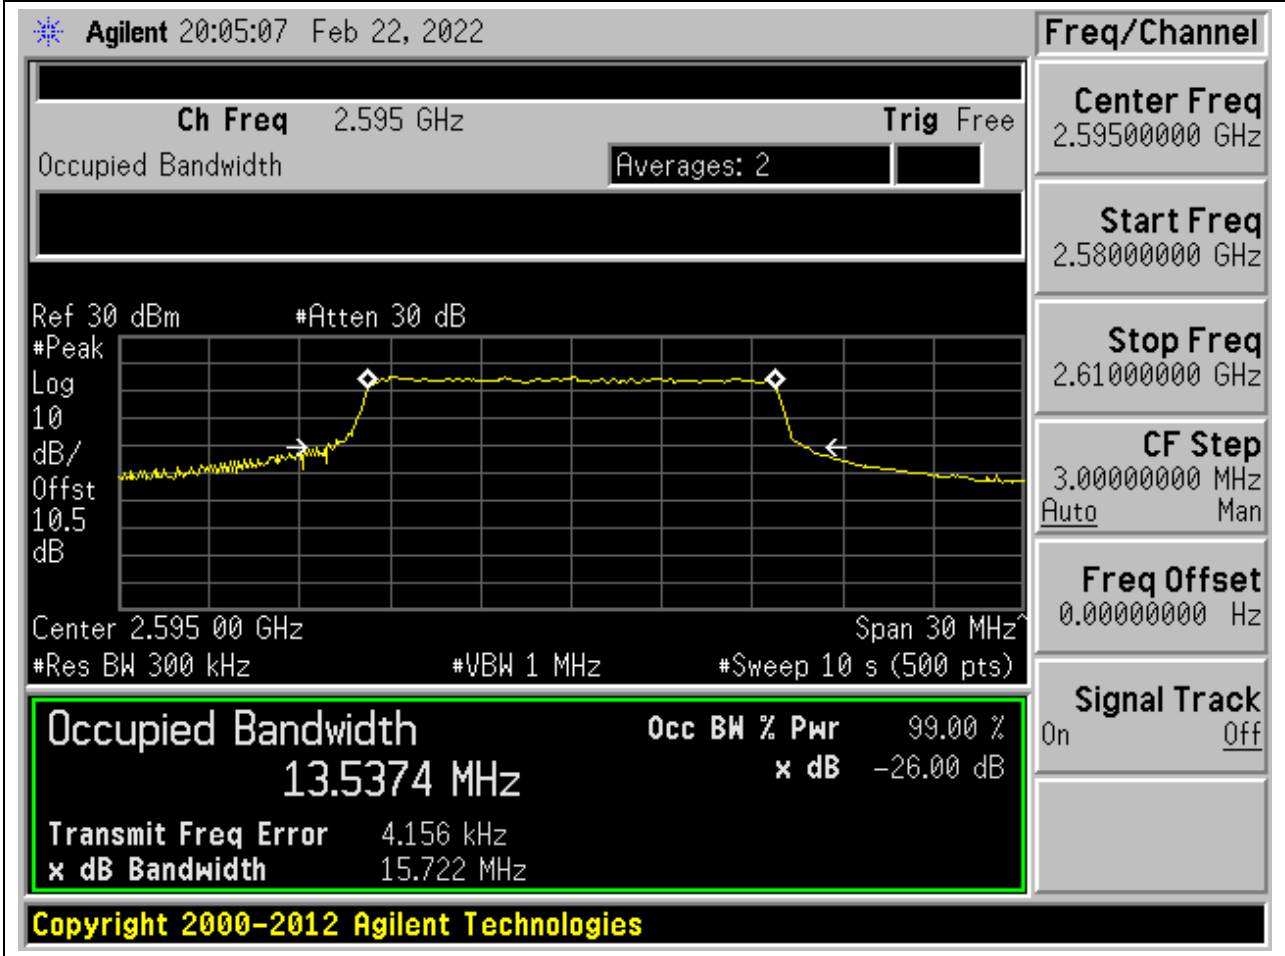 Agilent 20:05:07 Feb 22, 2022
Freq/Channel
Ch Freq 2.595 GHz Trig Free
Occupied Bandwidth Averages: 2
Ref 30 dBm #Atten 30 dB
#Peak
Log
10
dB/
Offst
10.5
dB
Center 2.595 00 GHz Span 30 MHz^
#Res BW 300 kHz #VBW 1 MHz #Sweep 10 s (500 pts)
Occupied Bandwidth Occ BW % Pwr 99.00 %
13.5374 MHz x dB -26.00 dB
Transmit Freq Error 4.156 kHz
x dB Bandwidth 15.722 MHz
Copyright 2000-2012 Agilent Technologies
Center Freq
2.59500000 GHz
Start Freq
2.58000000 GHz
Stop Freq
2.61000000 GHz
CF Step
3.00000000 MHz
Auto Man
Freq Offset
0.00000000 Hz
Signal Track
On Off